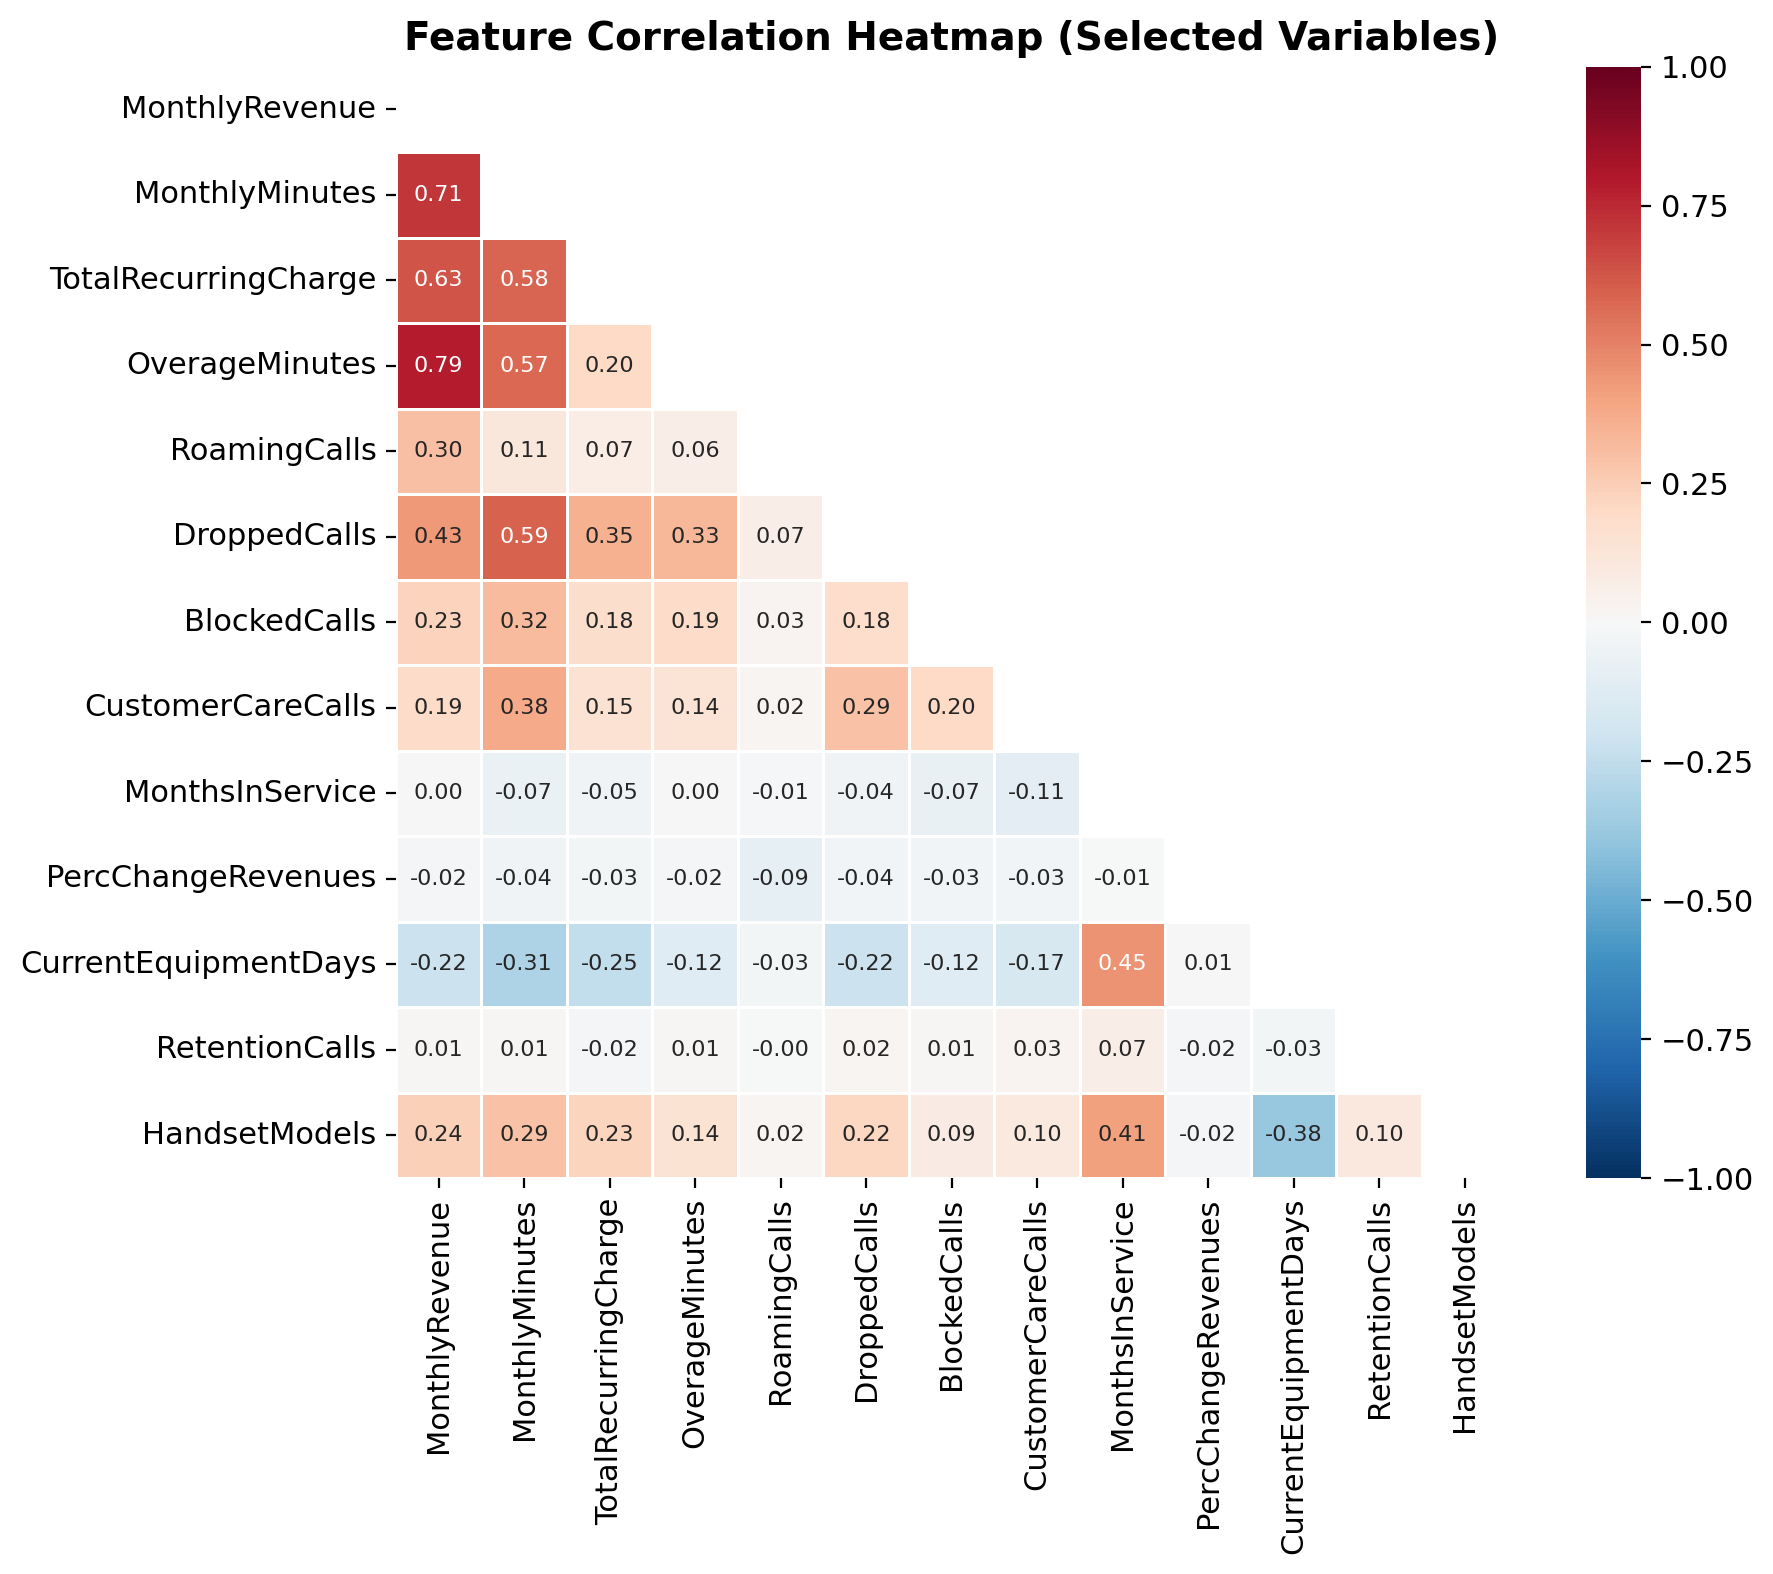 Feature Correlation Heatmap (Selected Variables)
MonthlyRevenue
MonthlyMinutes 0.71
TotalRecurringCharge 0.63 0.58
OverageMinutes 0.79 0.57 0.20
RoamingCalls 0.30 0.11 0.07 0.06
DroppedCalls 0.43 0.59 0.35 0.33 0.07
BlockedCalls 0.23 0.32 0.18 0.19 0.03 0.18
CustomerCareCalls 0.19 0.38 0.15 0.14 0.02 0.29 0.20
MonthsInService 0.00 -0.07 -0.05 0.00 -0.01 -0.04 -0.07 -0.11
PercChangeRevenues -0.02 -0.04 -0.03 -0.02 -0.09 -0.04 -0.03 -0.03 -0.01
CurrentEquipmentDays -0.22 -0.31 -0.25 -0.12 -0.03 -0.22 -0.12 -0.17 0.45 0.01
RetentionCalls 0.01 0.01 -0.02 0.01 -0.00 0.02 0.01 0.03 0.07 -0.02 -0.03
HandsetModels 0.24 0.29 0.23 0.14 0.02 0.22 0.09 0.10 0.41 -0.02 -0.38 0.10
MonthlyRevenue
MonthlyMinutes
TotalRecurringCharge
OverageMinutes
RoamingCalls
DroppedCalls
BlockedCalls
CustomerCareCalls
MonthsInService
PercChangeRevenues
CurrentEquipmentDays
RetentionCalls
HandsetModels
1.00
0.75
0.50
0.25
0.00
−0.25
−0.50
−0.75
−1.00